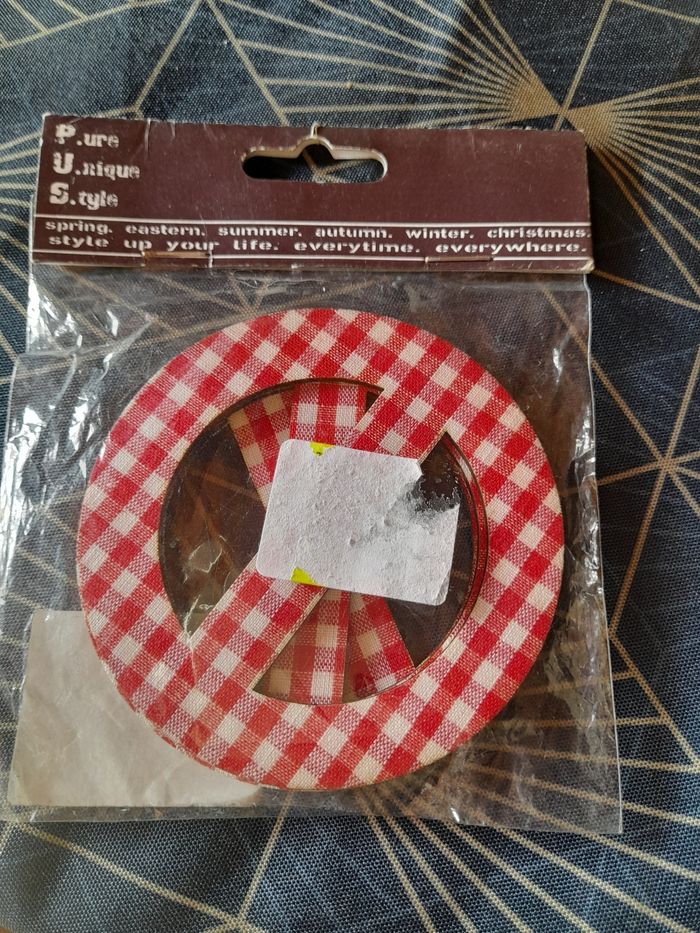 P.ure
U.nique
S.tyle
spring. eastern. summer. autumn. winter. christmas
style up your life. everytime. everywhere.